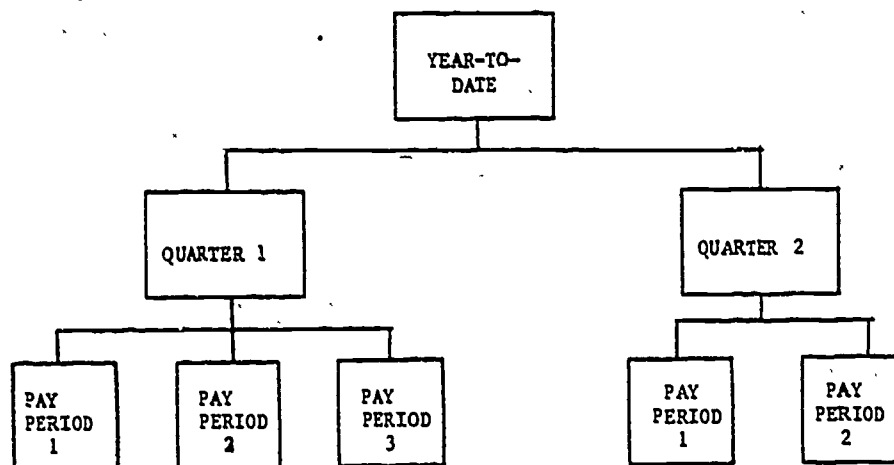 YEAR-TO-
DATE
QUARTER 1
QUARTER 2
PAY
PERIOD
1
PAY
PERIOD
2
PAY
PERIOD
3
PAY
PERIOD
1
PAY
PERIOD
2